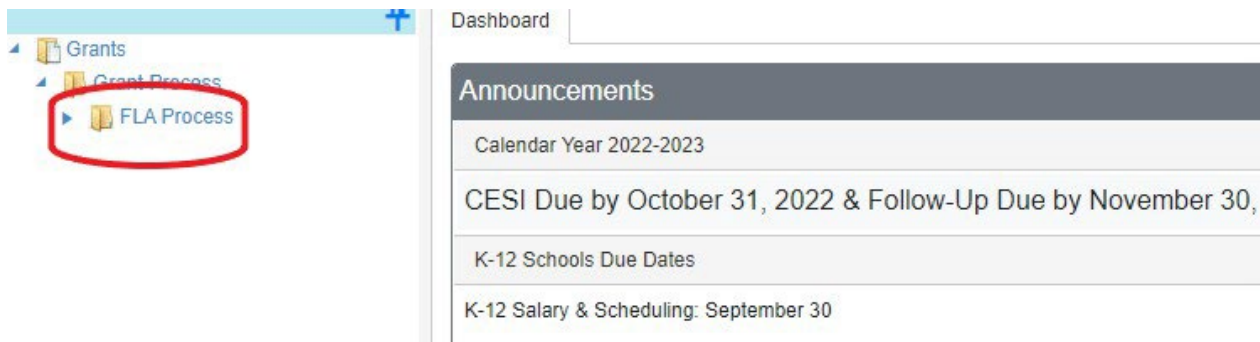 Grants
Grant Process
FLA Process
Dashboard
Announcements
Calendar Year 2022-2023
CESI Due by October 31, 2022 & Follow-Up Due by November 30,
K-12 Schools Due Dates
K-12 Salary & Scheduling: September 30